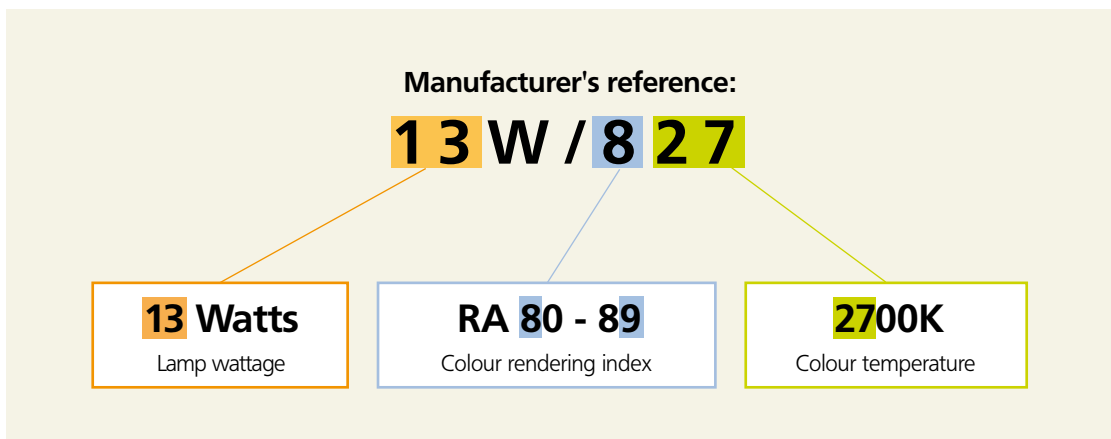 Manufacturer's reference:
13W/827
13 Watts
Lamp wattage
RA 80 - 89
Colour rendering index
2700K
Colour temperature